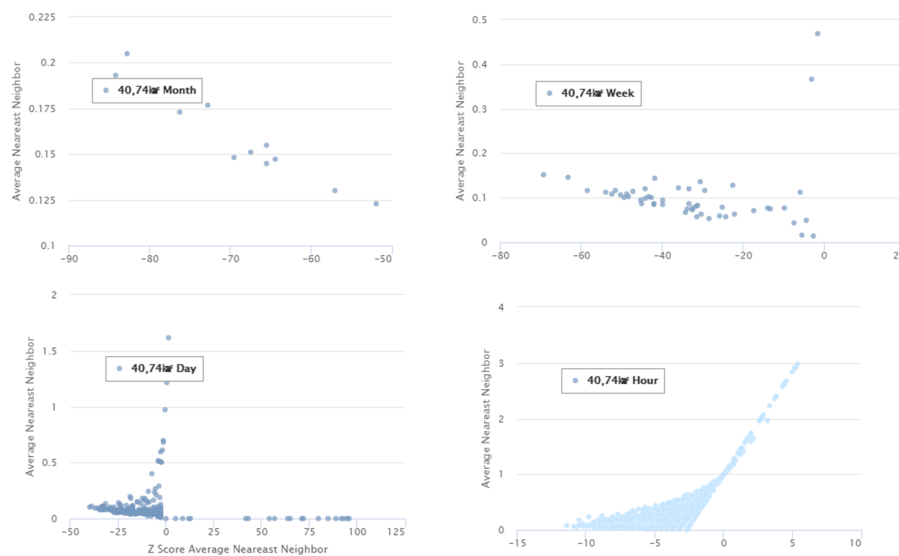 0.225
0.2
0.175
0.15
0.125
0.1
Average Neareast Neighbor
40,74 Month
−90 −80 −70 −60 −50
0.5
0.4
0.3
0.2
0.1
0
Average Neareast Neighbor
40,74 Week
−80 −60 −40 −20 0 2
2
1.5
1
0.5
0
Average Neareast Neighbor
40,74 Day
−50 −25 0 25 50 75 100 125
Z Score Average Neareast Neighbor
4
3
2
1
0
Average Neareast Neighbor
40,74 Hour
−15 −10 −5 0 5 10